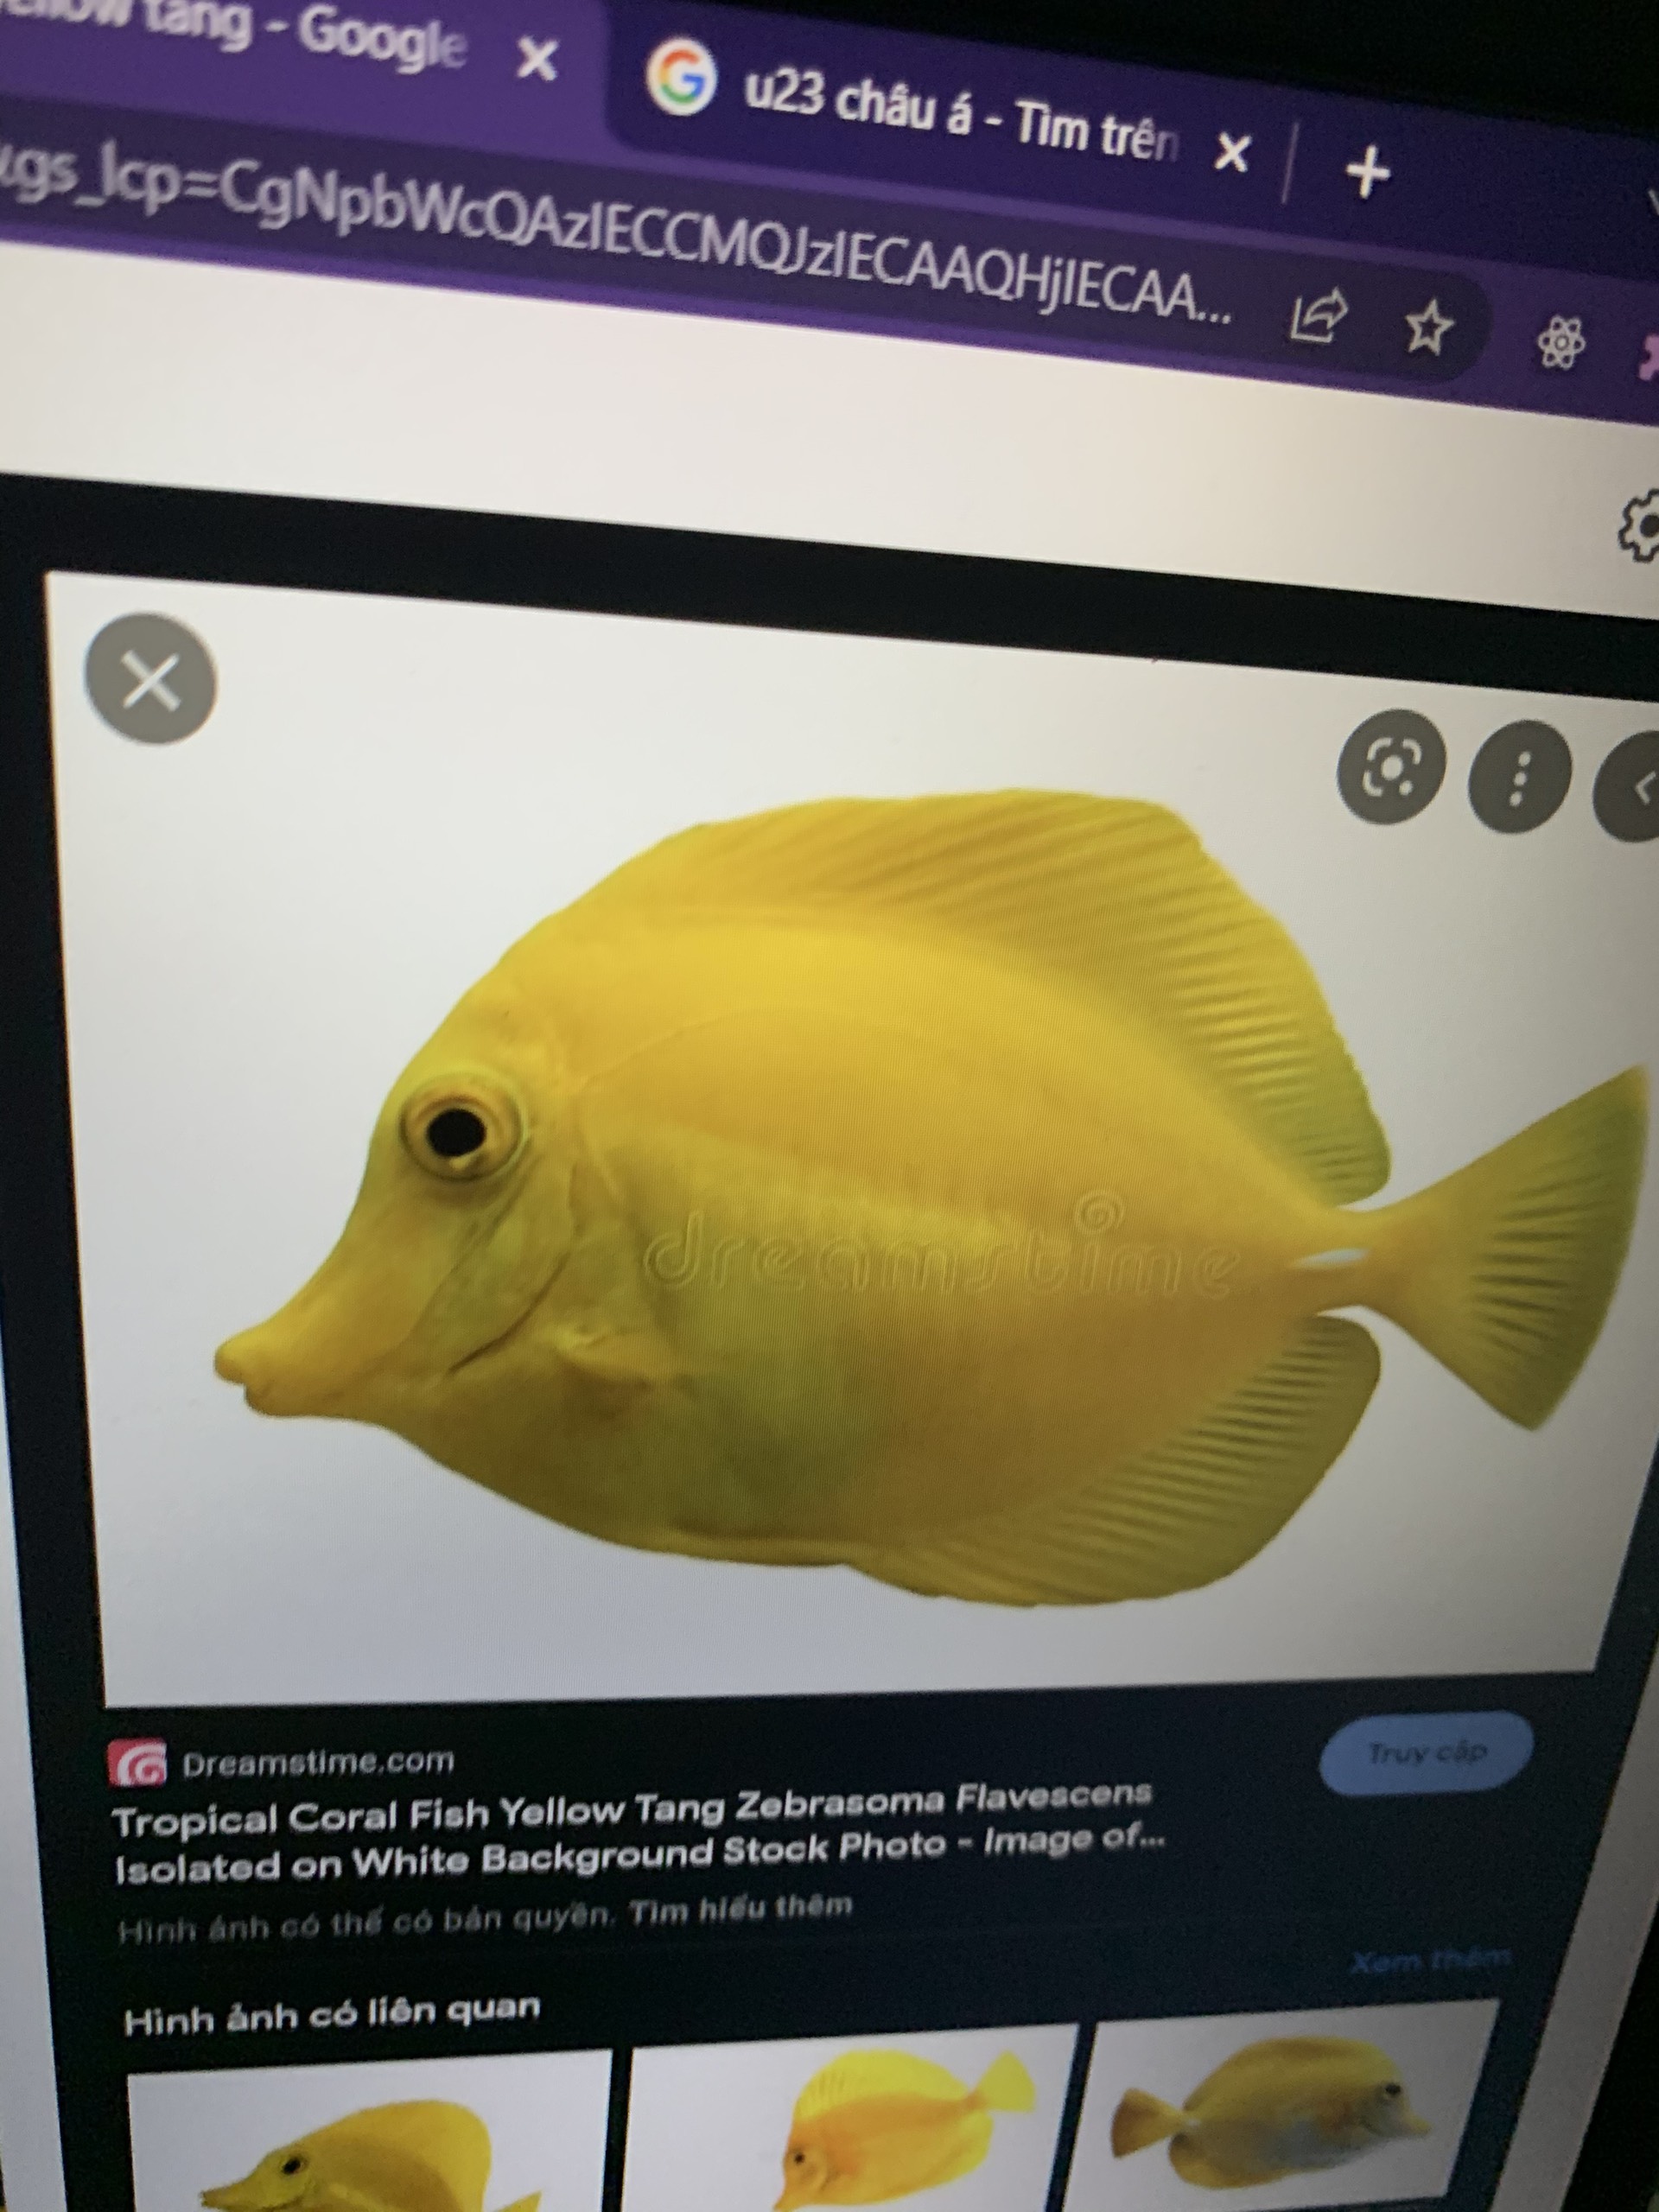 tang - Google
u23 châu á - Tìm trên
gs_lcp=CgNpbWcQAzIECCMQJzIECAAQHjIECAA...
dreamstime
Dreamstime.com
Truy cập
Tropical Coral Fish Yellow Tang Zebrasoma Flavescens
Isolated on White Background Stock Photo - Image of...
Hình ảnh có thể có bản quyền. Tìm hiểu thêm
Xem thêm
Hình ảnh có liên quan